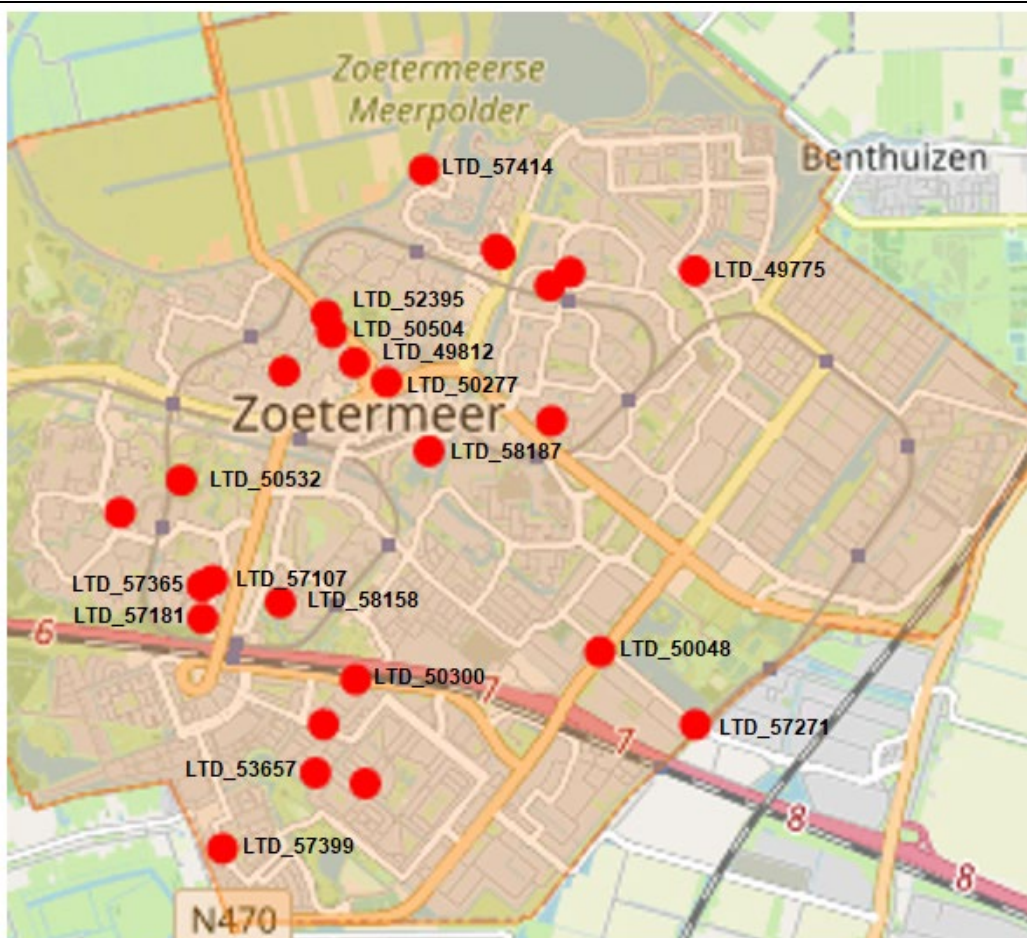 Zoetermeerse
Meerpolder
Benthuizen
LTD_57414
LTD_49775
LTD_52395
LTD_50504
LTD_49812
LTD_50277
Zoetermeer
LTD_58187
LTD_50532
LTD_57365
LTD_57107
LTD_58158
LTD_57181
6
LTD_50048
LTD_50300
7
LTD_57271
7
LTD_53657
8
LTD_57399
8
N470